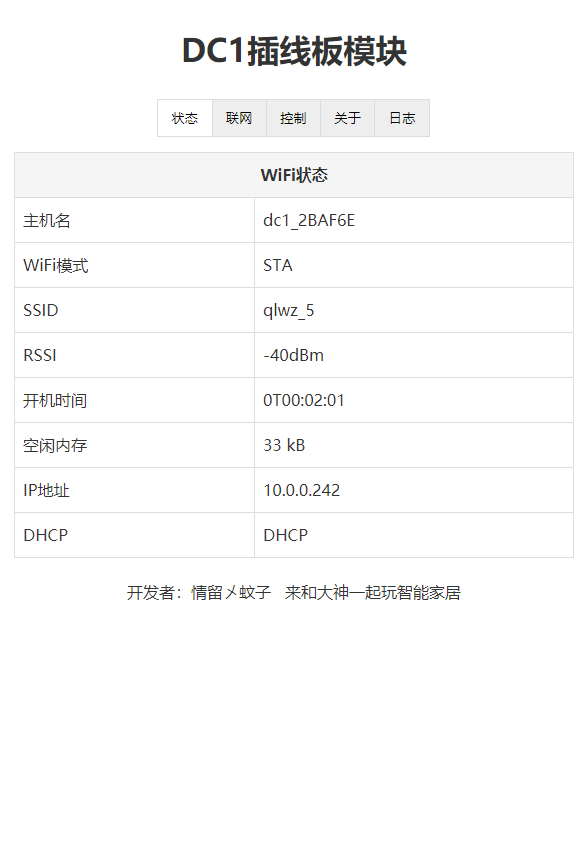 DC1插线板模块
状态 联网 控制 关于 日志
WiFi状态
主机名 dc1_2BAF6E
WiFi模式 STA
SSID qlwz_5
RSSI -40dBm
开机时间 0T00:02:01
空闲内存 33 kB
IP地址 10.0.0.242
DHCP DHCP
开发者：情留メ蚊子 来和大神一起玩智能家居